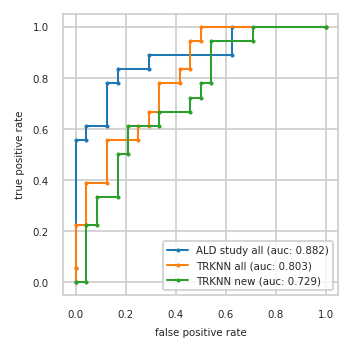 1.0
0.8
0.6
0.4
0.2
0.0
true positive rate
ALD study all (auc: 0.882)
TRKNN all (auc: 0.803)
TRKNN new (auc: 0.729)
0.0 0.2 0.4 0.6 0.8 1.0
false positive rate